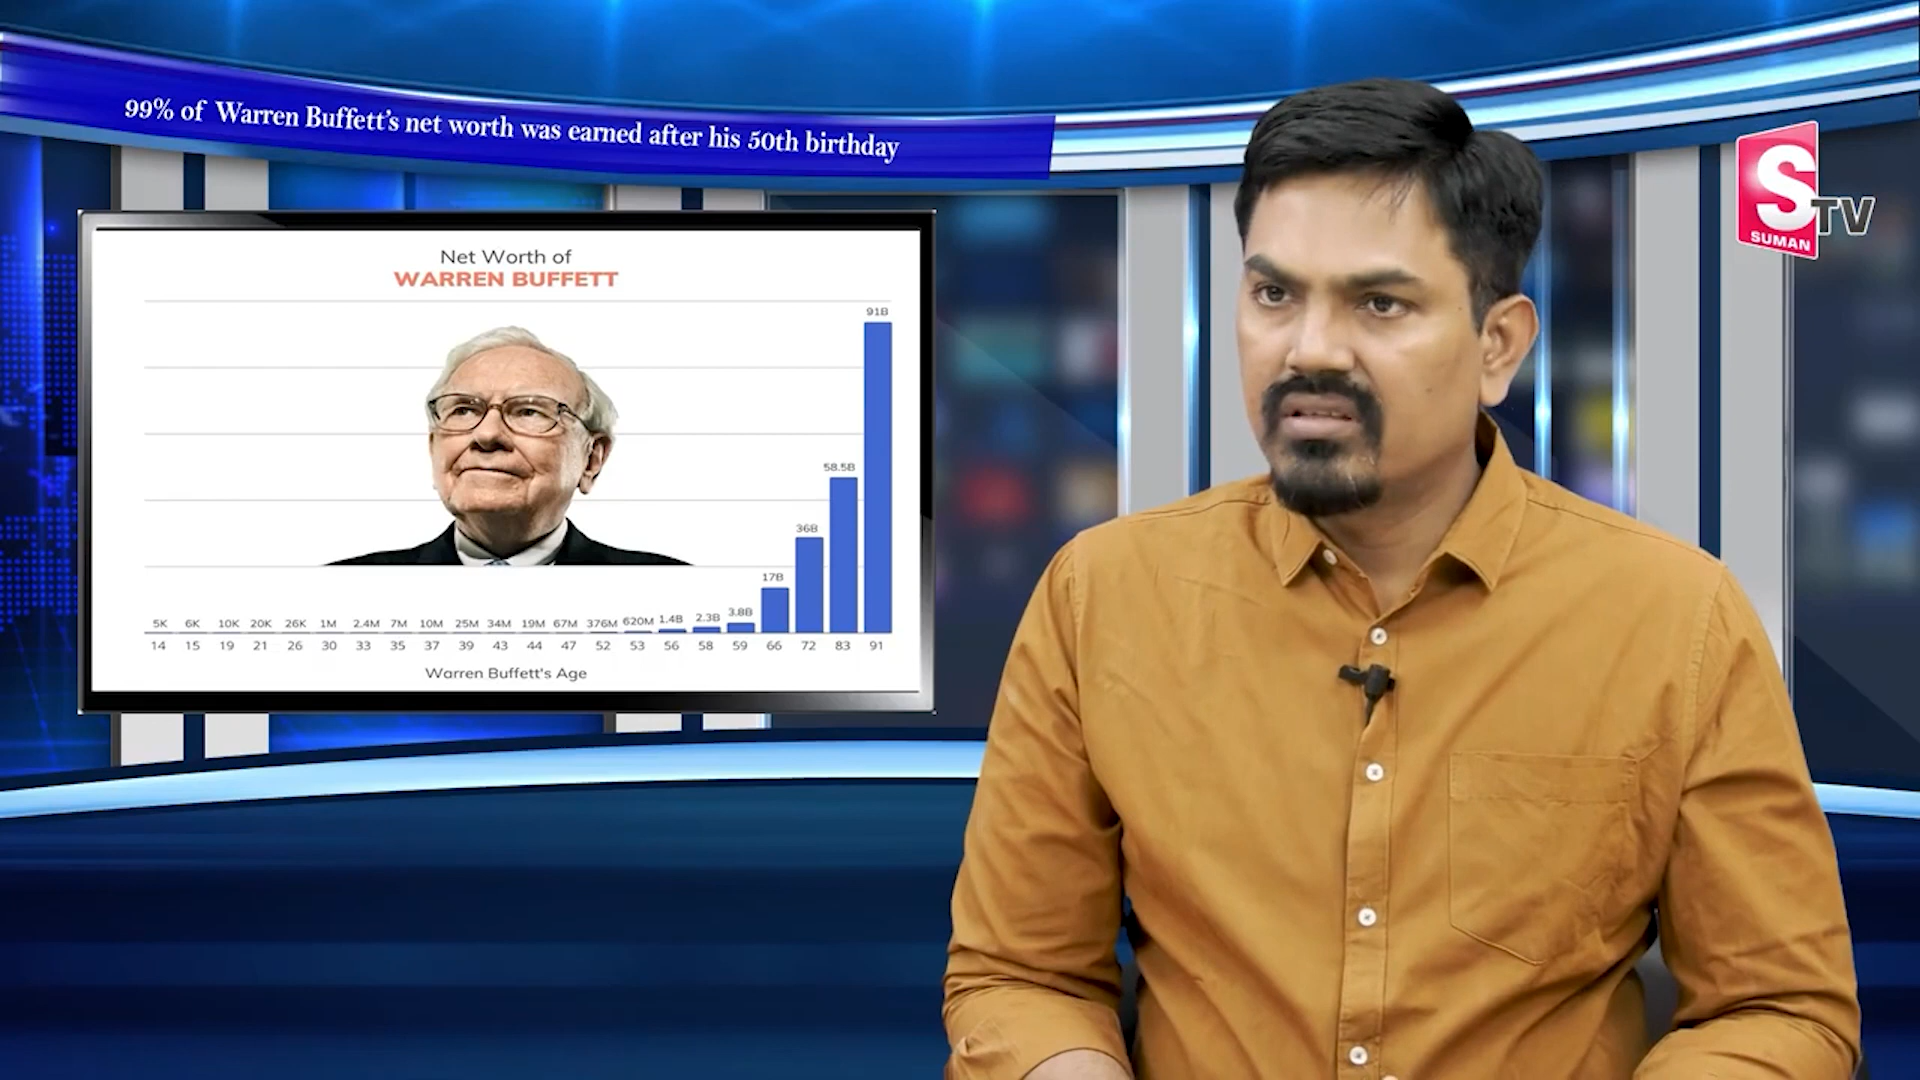 99% of Warren Buffett's net worth was earned after his 50th birthday
S TV
SUMAN
Net Worth of
WARREN BUFFETT
91B
58.5B
36B
17B
5K 6K 10K 20K 26K 1M 2.4M 7M 10M 25M 34M 19M 67M 376M 620M 1.4B 2.3B 3.8B
14 15 19 21 26 30 33 35 37 39 43 44 47 52 53 56 58 59 66 72 83 91
Warren Buffett's Age